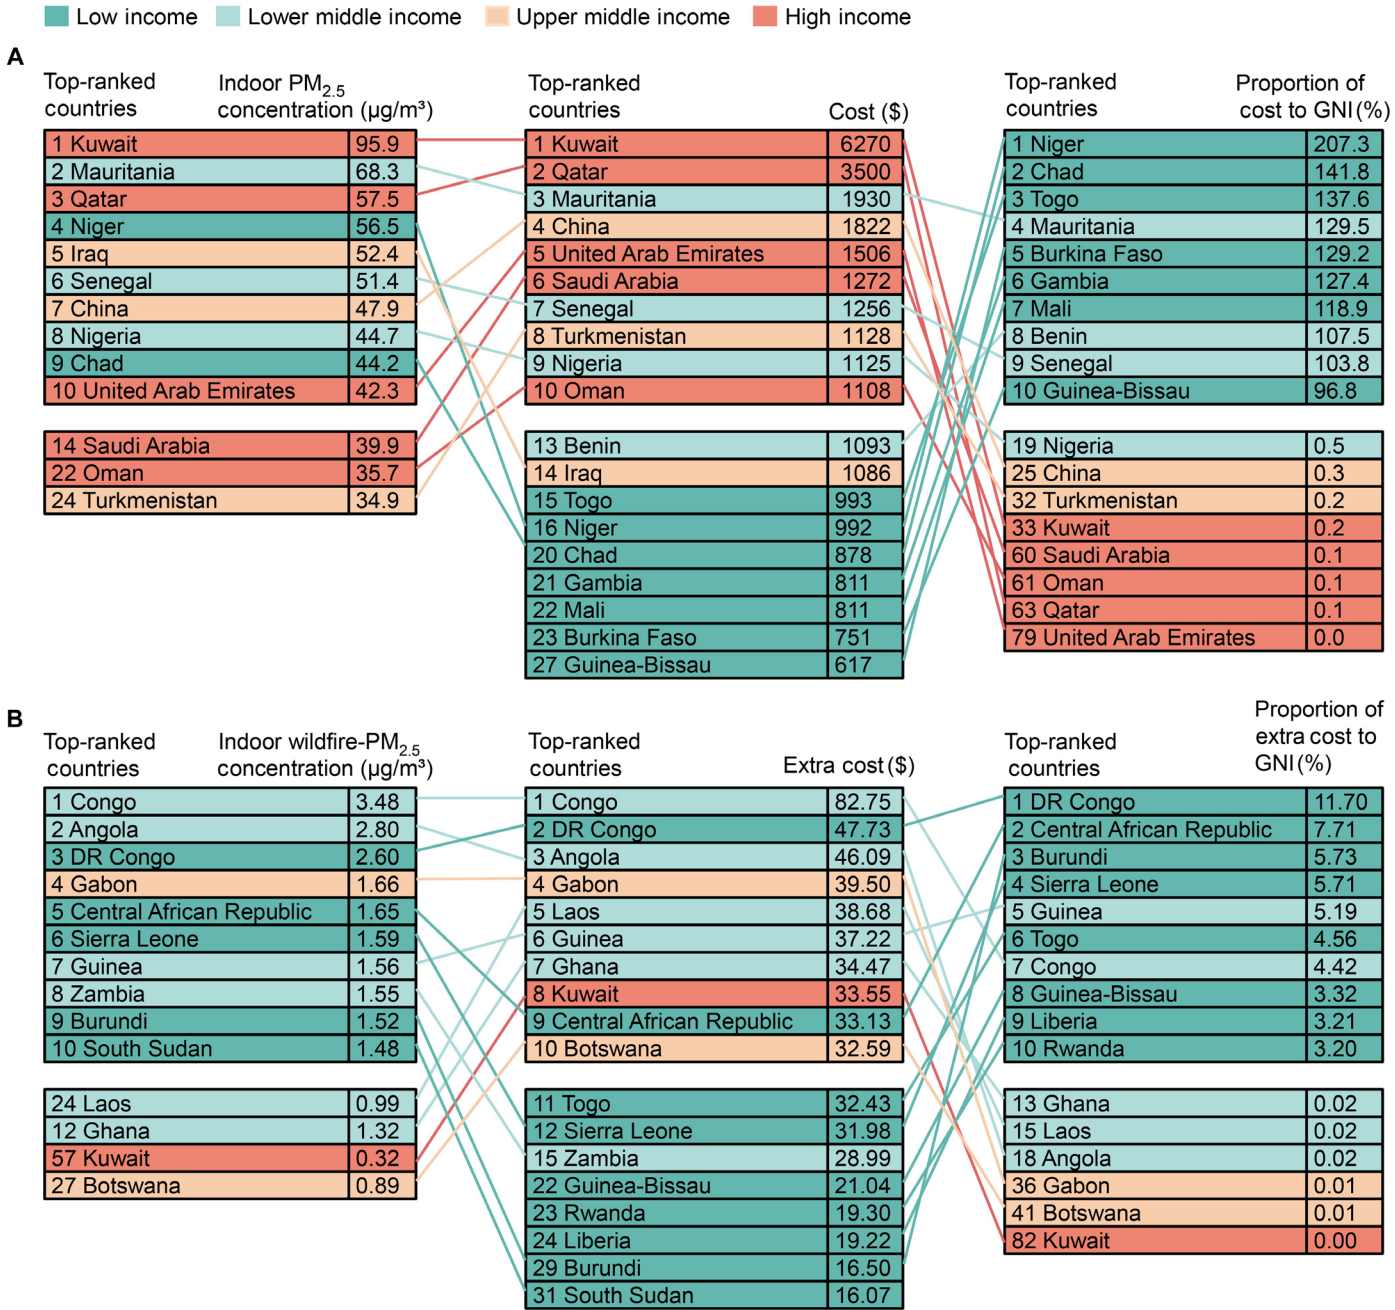 Low income Lower middle income Upper middle income High income
A
Top-ranked countries
Indoor PM2.5 concentration (µg/m³)
1 Kuwait 95.9
2 Mauritania 68.3
3 Qatar 57.5
4 Niger 56.5
5 Iraq 52.4
6 Senegal 51.4
7 China 47.9
8 Nigeria 44.7
9 Chad 44.2
10 United Arab Emirates 42.3
14 Saudi Arabia 39.9
22 Oman 35.7
24 Turkmenistan 34.9
Top-ranked countries
Cost ($)
1 Kuwait 6270
2 Qatar 3500
3 Mauritania 1930
4 China 1822
5 United Arab Emirates 1506
6 Saudi Arabia 1272
7 Senegal 1256
8 Turkmenistan 1128
9 Nigeria 1125
10 Oman 1108
13 Benin 1093
14 Iraq 1086
15 Togo 993
16 Niger 992
20 Chad 878
21 Gambia 811
22 Mali 811
23 Burkina Faso 751
27 Guinea-Bissau 617
Top-ranked countries
Proportion of cost to GNI (%)
1 Niger 207.3
2 Chad 141.8
3 Togo 137.6
4 Mauritania 129.5
5 Burkina Faso 129.2
6 Gambia 127.4
7 Mali 118.9
8 Benin 107.5
9 Senegal 103.8
10 Guinea-Bissau 96.8
19 Nigeria 0.5
25 China 0.3
32 Turkmenistan 0.2
33 Kuwait 0.2
60 Saudi Arabia 0.1
61 Oman 0.1
63 Qatar 0.1
79 United Arab Emirates 0.0
B
Top-ranked countries
Indoor wildfire-PM2.5 concentration (µg/m³)
1 Congo 3.48
2 Angola 2.80
3 DR Congo 2.60
4 Gabon 1.66
5 Central African Republic 1.65
6 Sierra Leone 1.59
7 Guinea 1.56
8 Zambia 1.55
9 Burundi 1.52
10 South Sudan 1.48
24 Laos 0.99
12 Ghana 1.32
57 Kuwait 0.32
27 Botswana 0.89
Top-ranked countries
Extra cost ($)
1 Congo 82.75
2 DR Congo 47.73
3 Angola 46.09
4 Gabon 39.50
5 Laos 38.68
6 Guinea 37.22
7 Ghana 34.47
8 Kuwait 33.55
9 Central African Republic 33.13
10 Botswana 32.59
11 Togo 32.43
12 Sierra Leone 31.98
15 Zambia 28.99
22 Guinea-Bissau 21.04
23 Rwanda 19.30
24 Liberia 19.22
29 Burundi 16.50
31 South Sudan 16.07
Top-ranked countries
Proportion of extra cost to GNI (%)
1 DR Congo 11.70
2 Central African Republic 7.71
3 Burundi 5.73
4 Sierra Leone 5.71
5 Guinea 5.19
6 Togo 4.56
7 Congo 4.42
8 Guinea-Bissau 3.32
9 Liberia 3.21
10 Rwanda 3.20
13 Ghana 0.02
15 Laos 0.02
18 Angola 0.02
36 Gabon 0.01
41 Botswana 0.01
82 Kuwait 0.00